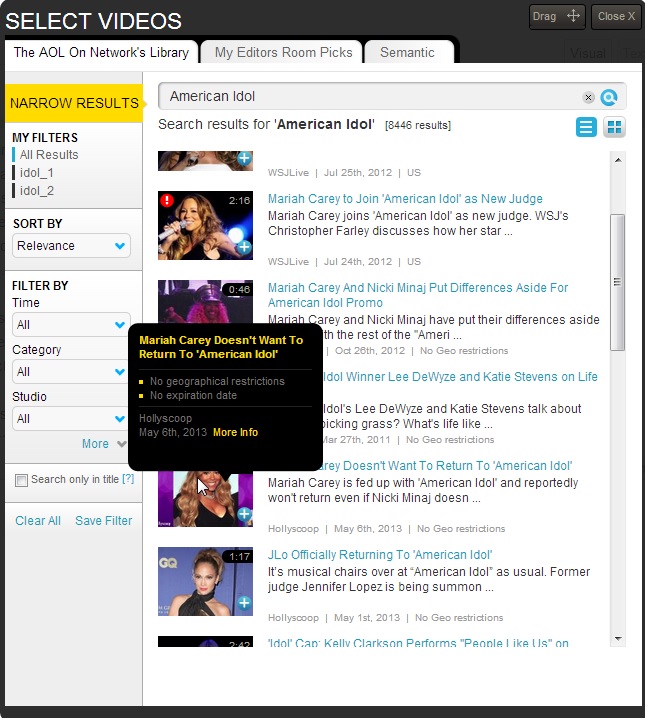 SELECT VIDEOS
Drag
Close X
The AOL On Network's Library
My Editors Room Picks
Semantic
Visual
NARROW RESULTS
MY FILTERS
All Results
idol_1
idol_2
SORT BY
Relevance
FILTER BY
Time
All
Category
All
Studio
All
More
Search only in title [?]
Clear All
Save Filter
American Idol
Search results for 'American Idol' [8446 results]
WSJLive | Jul 25th, 2012 | US
2:16
Mariah Carey to Join 'American Idol' as New Judge
Mariah Carey joins 'American Idol' as new judge. WSJ's
Christopher Farley discusses how her star ...
WSJLive | Jul 24th, 2012 | US
0:46
Mariah Carey And Nicki Minaj Put Differences Aside For
American Idol Promo
Mariah Carey and Nicki Minaj have put their differences aside
th the rest of the "Ameri ...
Oct 26th, 2012 | No Geo restrictions
Idol Winner Lee DeWyze and Katie Stevens on Life
Idol's Lee DeWyze and Katie Stevens talk about
picking grass? What's life like ...
Mar 27th, 2011 | No Geo restrictions
Mariah Carey Doesn't Want To
Return To 'American Idol'
No geographical restrictions
No expiration date
Hollyscoop
May 6th, 2013 More Info
y Doesn't Want To Return To 'American Idol'
Mariah Carey is fed up with 'American Idol' and reportedly
won't return even if Nicki Minaj doesn ...
Hollyscoop | May 6th, 2013 | No Geo restrictions
GQ
1:17
JLo Officially Returning To 'American Idol'
It's musical chairs over at “American Idol” as usual. Former
judge Jennifer Lopez is being summon ...
Hollyscoop | May 1st, 2013 | No Geo restrictions
2:42
'Idol' Cap: Kelly Clarkson Performs "People Like Us" on